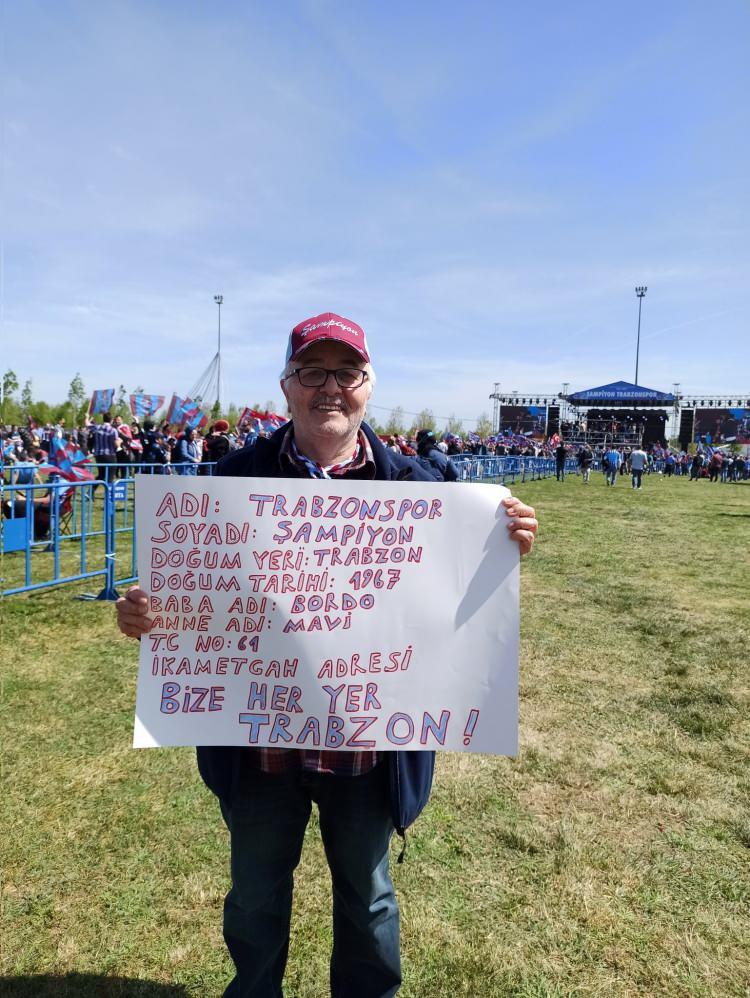 ŞAMPİYON TRABZONSPOR
Şampiyon
ADI: TRABZONSPOR
SOYADI: ŞAMPİYON
DOĞUM YERİ: TRABZON
DOĞUM TARİHİ: 1967
BABA ADI: BORDO
ANNE ADI: MAVİ
T.C NO: 61
İKAMETGAH ADRESİ
BİZE HER YER
TRABZON!